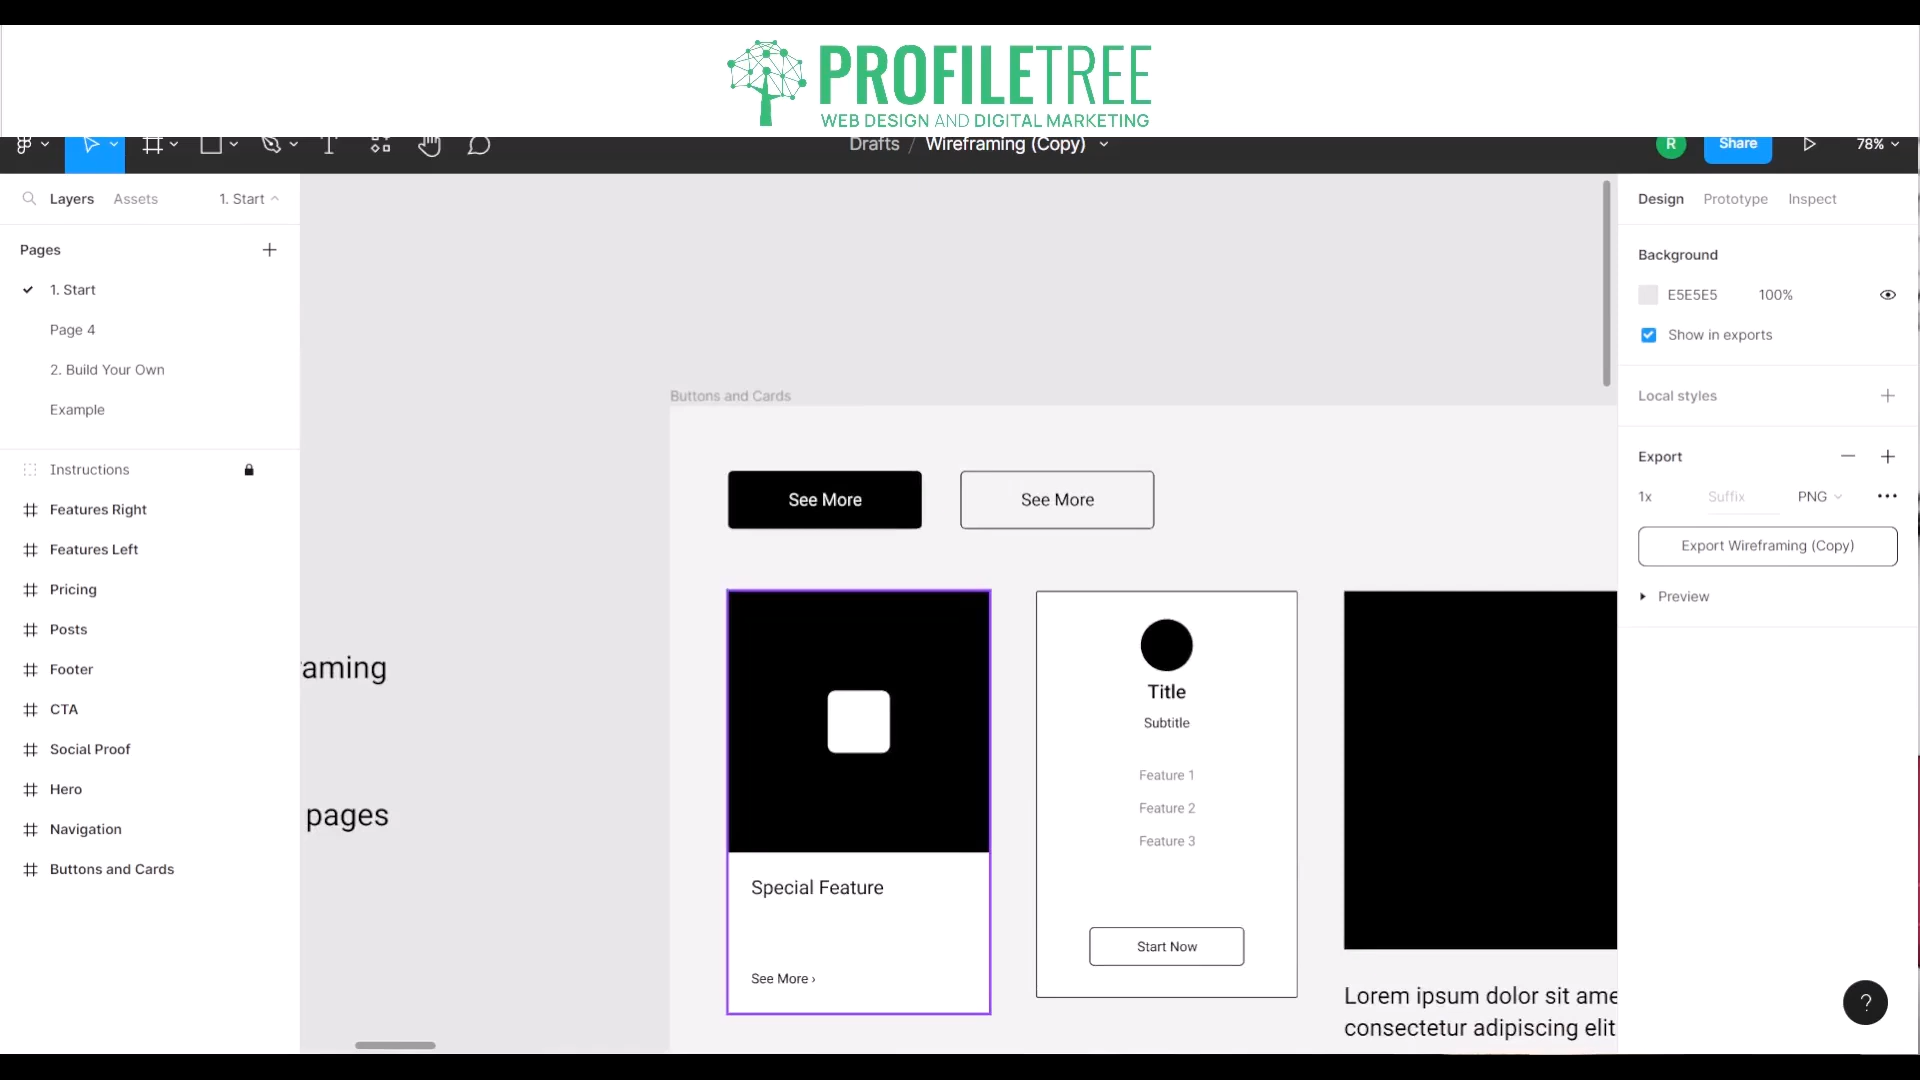 PROFILETREE
WEB DESIGN AND DIGITAL MARKETING
Drafts / Wireframing (Copy)
R
Share
78%
Layers
Assets
1. Start
Pages
1. Start
Page 4
2. Build Your Own
Example
Instructions
Features Right
Features Left
Pricing
Posts
Footer
CTA
Social Proof
Hero
Navigation
Buttons and Cards
raming
pages
Buttons and Cards
See More
See More
Special Feature
See More ›
Title
Subtitle
Feature 1
Feature 2
Feature 3
Start Now
Lorem ipsum dolor sit ame
consectetur adipiscing elit
Design
Prototype
Inspect
Background
E5E5E5
100%
Show in exports
Local styles
Export
1x
Suffix
PNG
Export Wireframing (Copy)
Preview
?